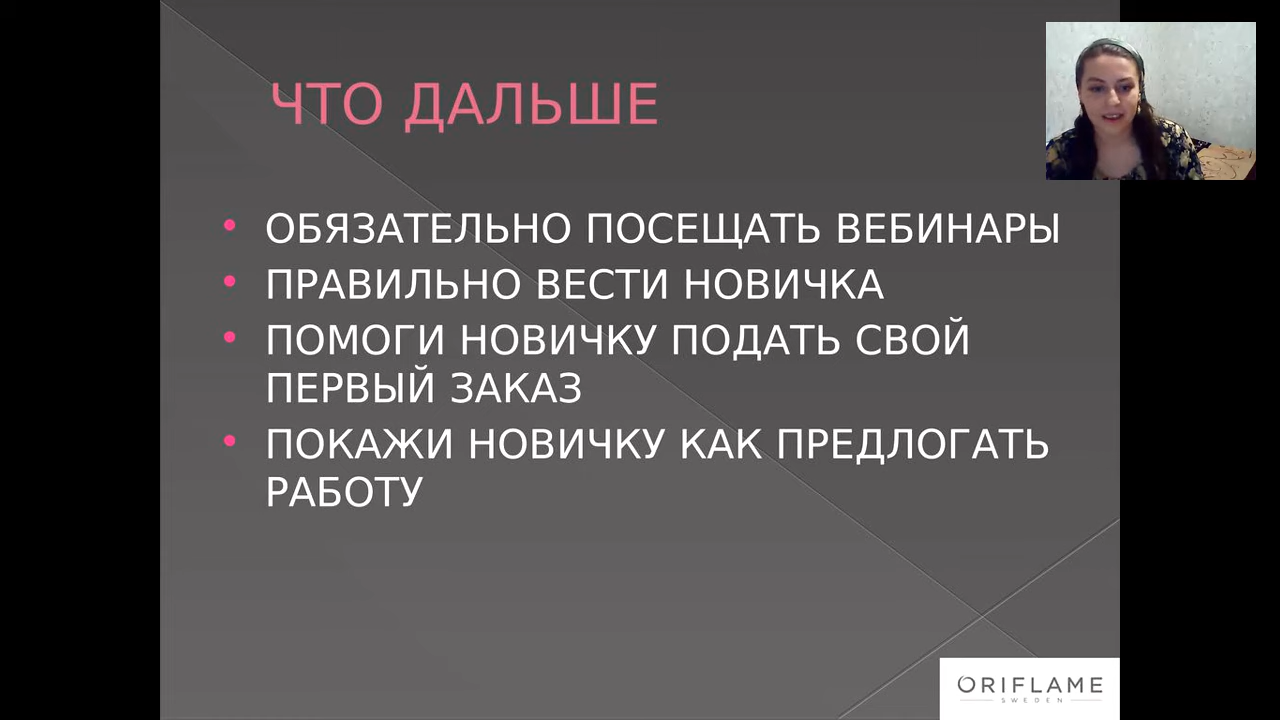 ЧТО ДАЛЬШЕ
• ОБЯЗАТЕЛЬНО ПОСЕЩАТЬ ВЕБИНАРЫ
• ПРАВИЛЬНО ВЕСТИ НОВИЧКА
• ПОМОГИ НОВИЧКУ ПОДАТЬ СВОЙ
ПЕРВЫЙ ЗАКАЗ
• ПОКАЖИ НОВИЧКУ КАК ПРЕДЛОГАТЬ
РАБОТУ
ORIFLAME
SWEDEN